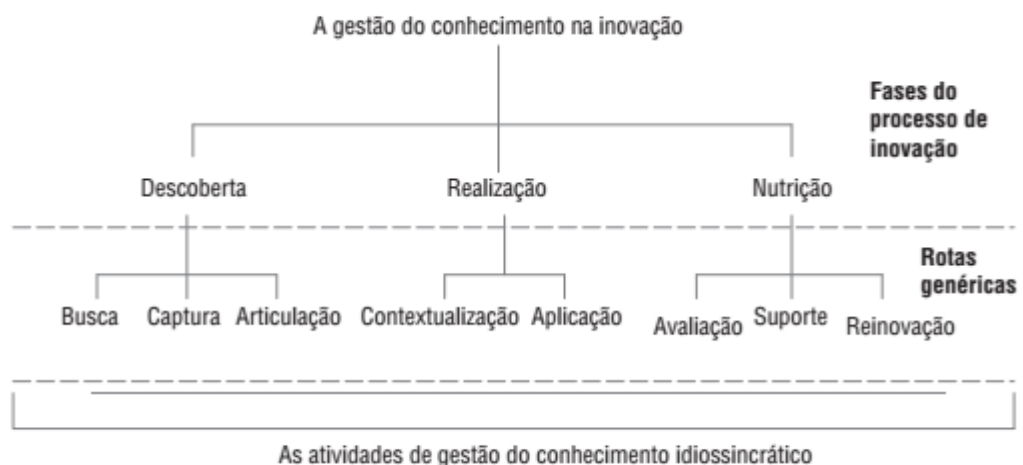 A gestão do conhecimento na inovação
Fases do
processo de
inovação
Descoberta Realização Nutrição
Rotas
genéricas
Busca Captura Articulação Contextualização Aplicação Avaliação Suporte Reinovação
As atividades de gestão do conhecimento idiossincrático